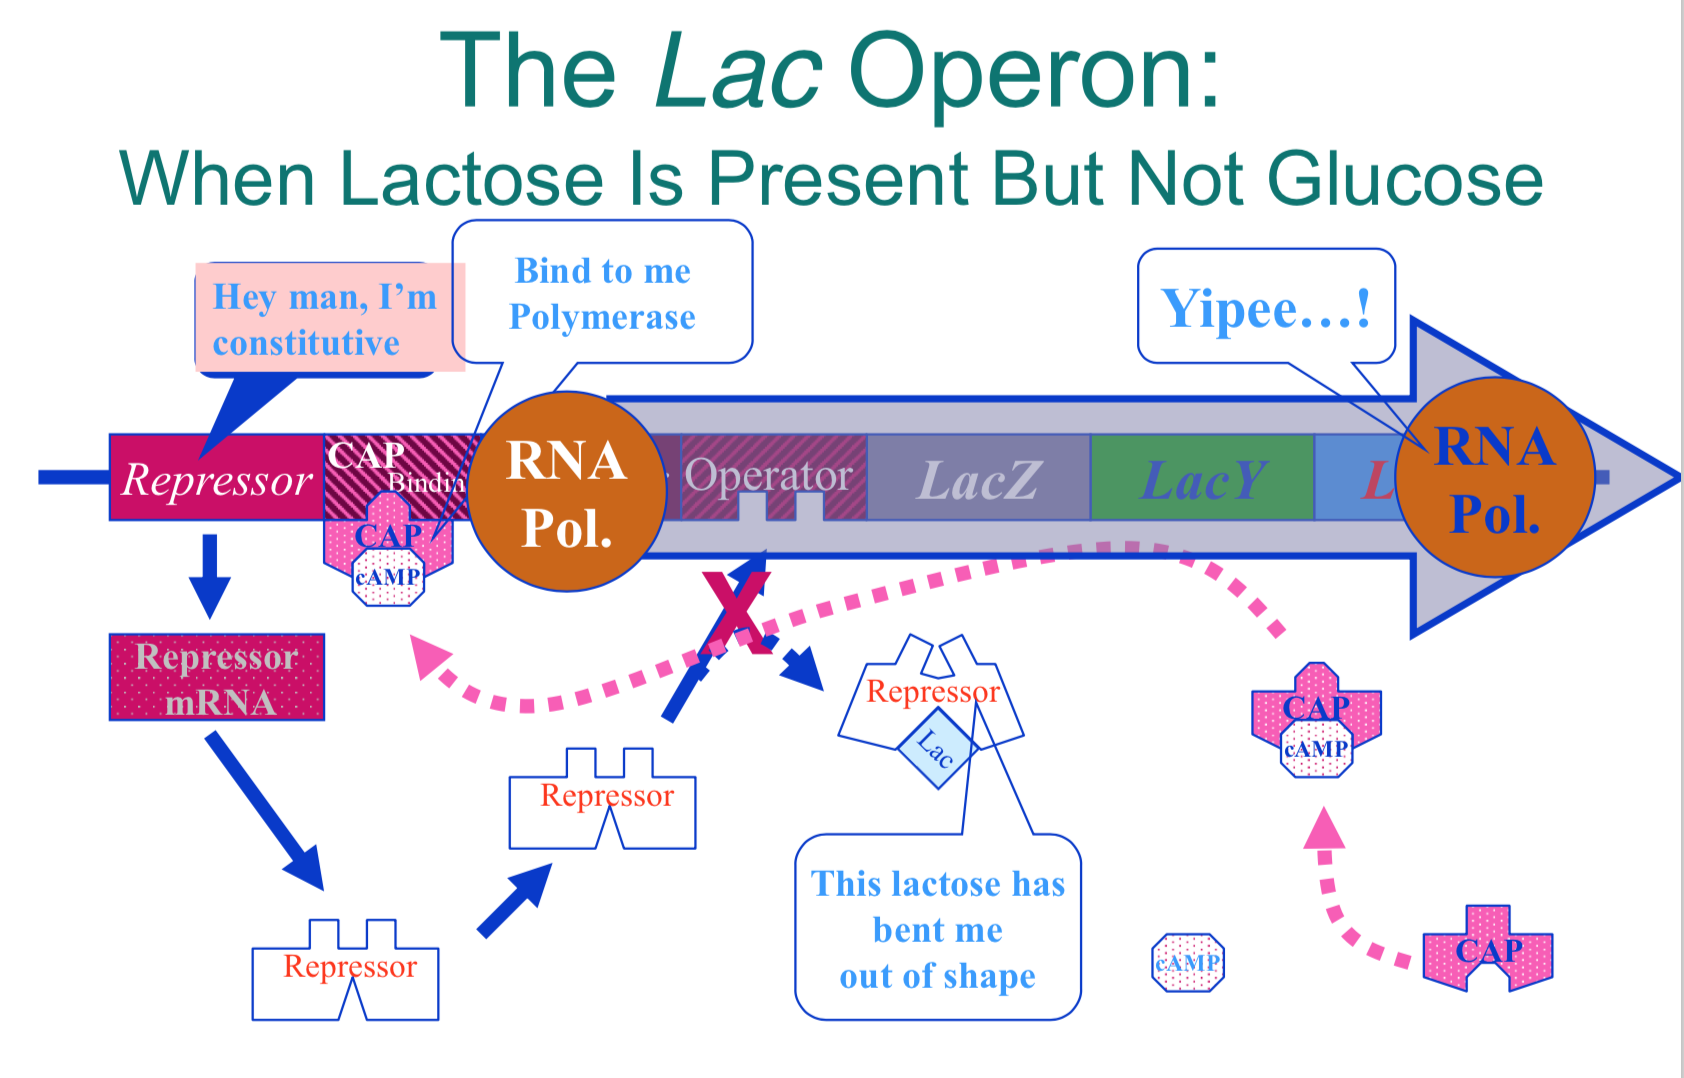 The Lac Operon:
When Lactose Is Present But Not Glucose
Hey man, I’m
constitutive
Bind to me
Polymerase
Yipee…!
Repressor
CAP
Bindin
RNA
Pol.
Operator
LacZ
LacY
L
RNA
Pol.
CAP
cAMP
Repressor
mRNA
Repressor
Lac
CAP
cAMP
Repressor
This lactose has
bent me
out of shape
Repressor
cAMP
CAP